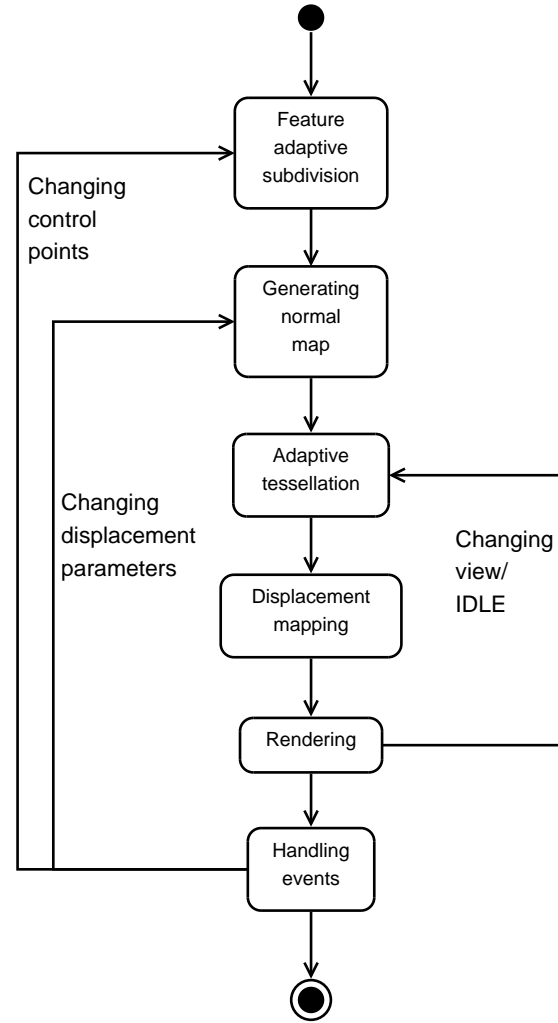 Feature
adaptive
subdivision
Changing
control
points
Generating
normal
map
Adaptive
tessellation
Changing
displacement
parameters
Changing
view/
IDLE
Displacement
mapping
Rendering
Handling
events